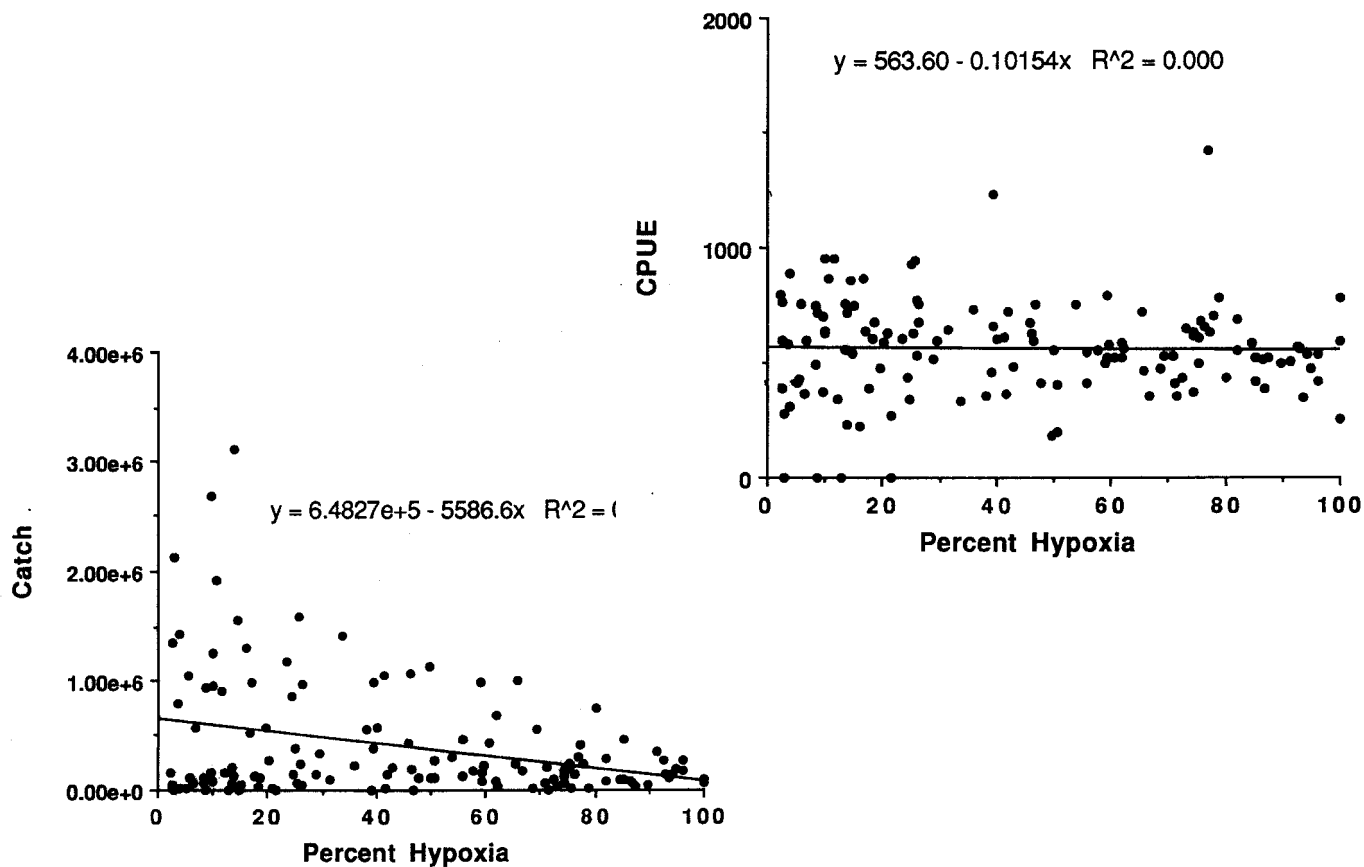 2000
y = 563.60 - 0.10154x R^2 = 0.000
CPUE
1000
0
0 20 40 60 80 100
Percent Hypoxia
4.00e+6
3.00e+6
y = 6.4827e+5 - 5586.6x R^2 =
Catch
2.00e+6
1.00e+6
0.00e+0
0 20 40 60 80 100
Percent Hypoxia